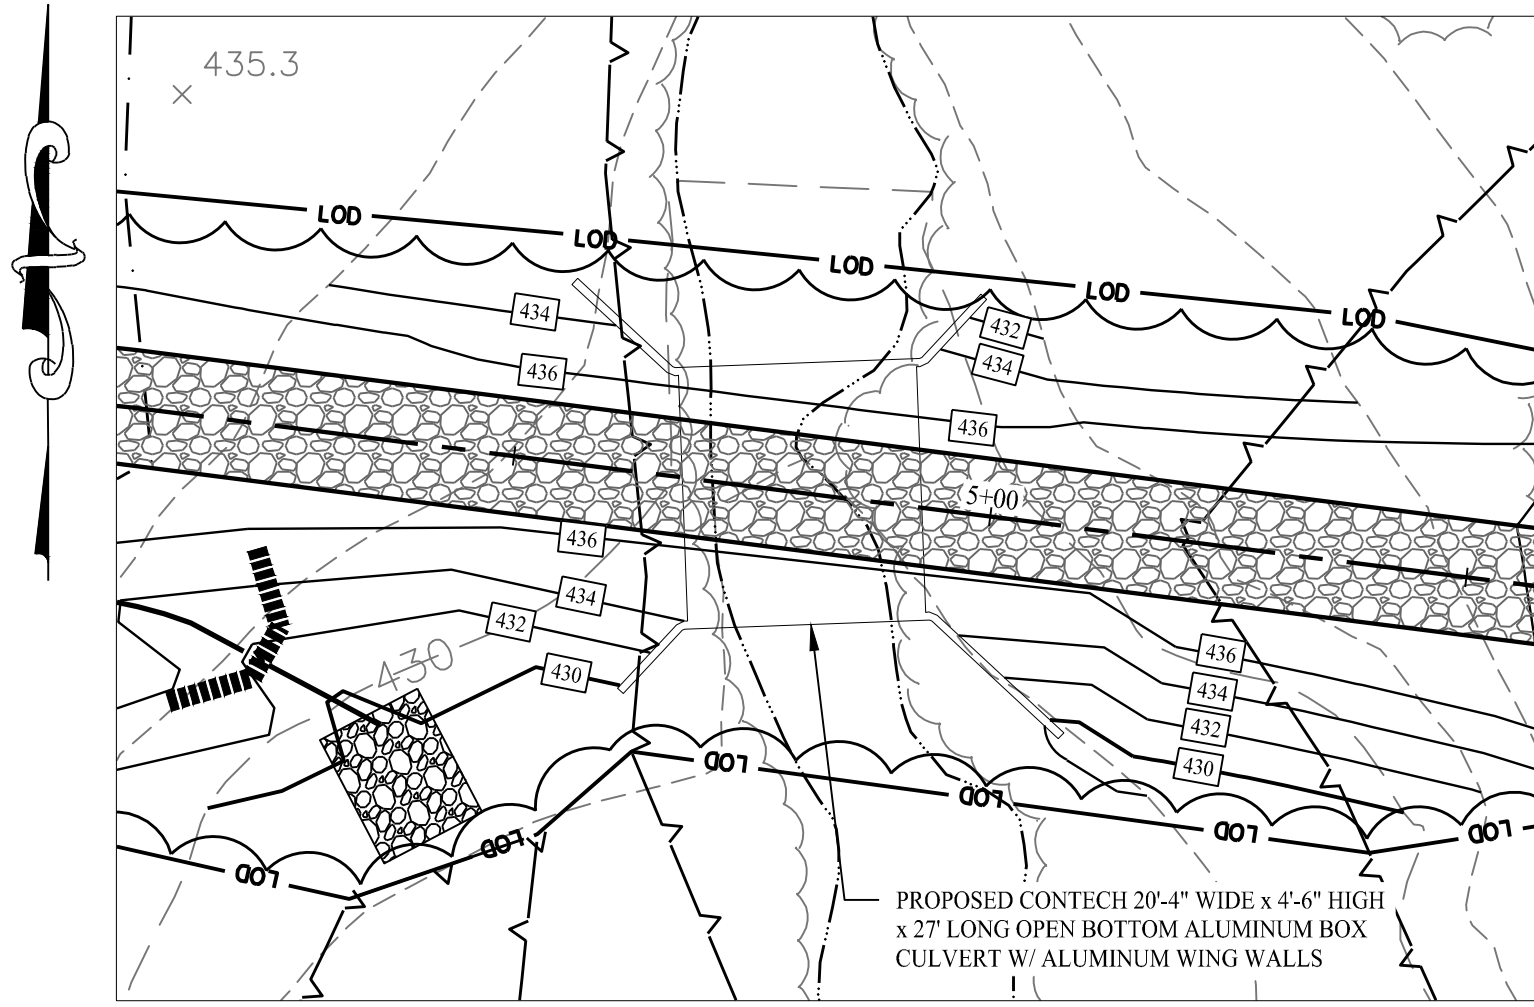 435.3
LOD
LOD
LOD
LOD
LOD
434
432
434
436
436
5+00
436
434
432
430
430
436
434
432
430
LOD
LOD
LOD
LOD
LOD
LOD
PROPOSED CONTECH 20'-4" WIDE x 4'-6" HIGH
x 27' LONG OPEN BOTTOM ALUMINUM BOX
CULVERT W/ ALUMINUM WING WALLS